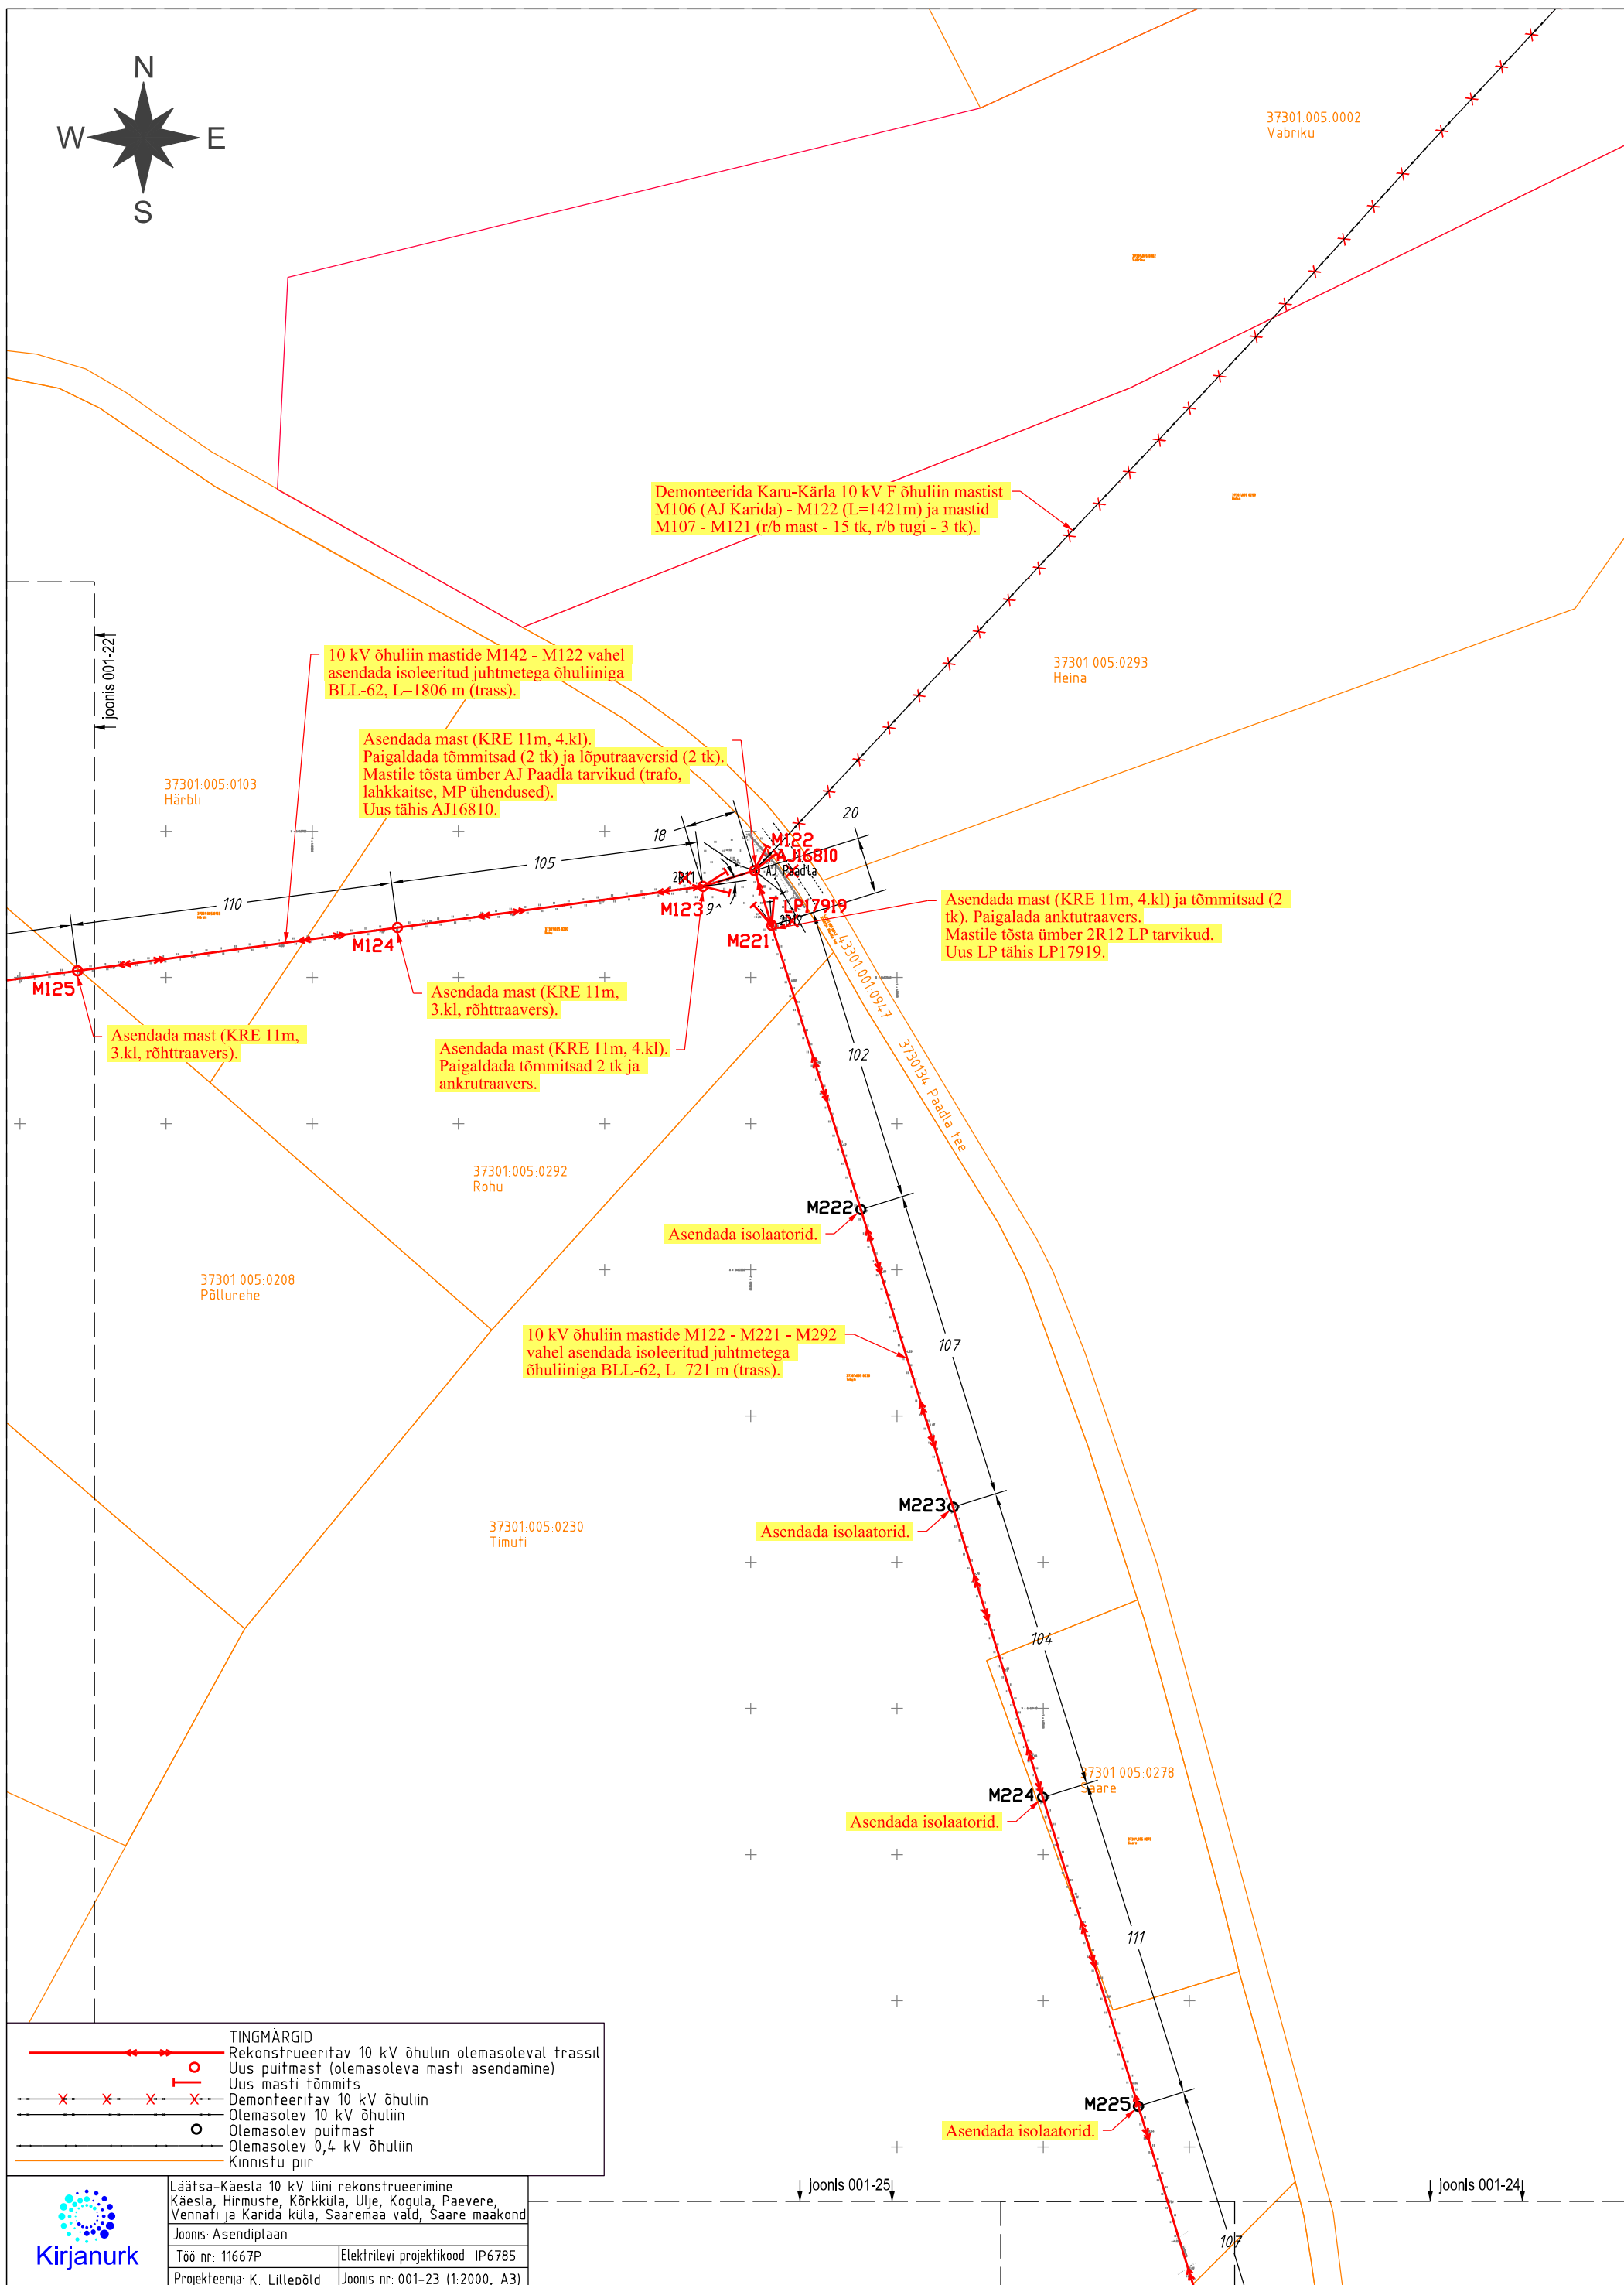 N
W
E
S
37301:005:0002
Vabriku
Demonteerida Karu-Kärla 10 kV F õhuliin mastist
M106 (AJ Karida) - M122 (L=1421m) ja mastid
M107 - M121 (r/b mast - 15 tk, r/b tugi - 3 tk).
joonis 001-22
10 kV õhuliin mastide M142 - M122 vahel
asendada isoleeritud juhtmetega õhuliiniga
BLL-62, L=1806 m (trass).
37301:005:0293
Heina
Asendada mast (KRE 11m, 4.kl).
Paigaldada tõmmitsad (2 tk) ja lõputraaversid (2 tk).
Mastile tõsta ümber AJ Paadla tarvikud (trafo,
lahkkaitse, MP ühendused).
Uus tähis AJ16810.
37301:005:0103
Härbli
18
20
105
110
M122
AJ16810
AJ Paadla
2R11
M123
9^
LP17919
2R12
M221
M124
M125
Asendada mast (KRE 11m, 4.kl) ja tõmmitsad (2
tk). Paigalada anktutraavers.
Mastile tõsta ümber 2R12 LP tarvikud.
Uus LP tähis LP17919.
43301:001:0947
3730134 Paadla tee
Asendada mast (KRE 11m,
3.kl, rõhttraavers).
Asendada mast (KRE 11m,
3.kl, rõhttraavers).
Asendada mast (KRE 11m, 4.kl).
Paigaldada tõmmitsad 2 tk ja
ankrutraavers.
102
37301:005:0292
Rohu
M222
Asendada isolaatorid.
37301:005:0208
Põllurehe
10 kV õhuliin mastide M122 - M221 - M292
vahel asendada isoleeritud juhtmetega
õhuliiniga BLL-62, L=721 m (trass).
107
M223
Asendada isolaatorid.
37301:005:0230
Timuti
104
37301:005:0278
Saare
M224
Asendada isolaatorid.
111
M225
Asendada isolaatorid.
107
TINGMÄRGID
Rekonstrueeritav 10 kV õhuliin olemasoleval trassil
Uus puitmast (olemasoleva masti asendamine)
Uus masti tõmmits
Demonteeritav 10 kV õhuliin
Olemasolev 10 kV õhuliin
Olemasolev puitmast
Olemasolev 0,4 kV õhuliin
Kinnistu piir
joonis 001-25
joonis 001-24
Kirjanurk
Läätsa-Käesla 10 kV liini rekonstrueerimine
Käesla, Hirmuste, Kõrkküla, Ulje, Kogula, Paevere,
Vennati ja Karida küla, Saaremaa vald, Saare maakond
Joonis: Asendiplaan
Töö nr: 11667P
Elektrilevi projektikood: IP6785
Projekteerija: K. Lillepõld
Joonis nr: 001-23 (1:2000, A3)